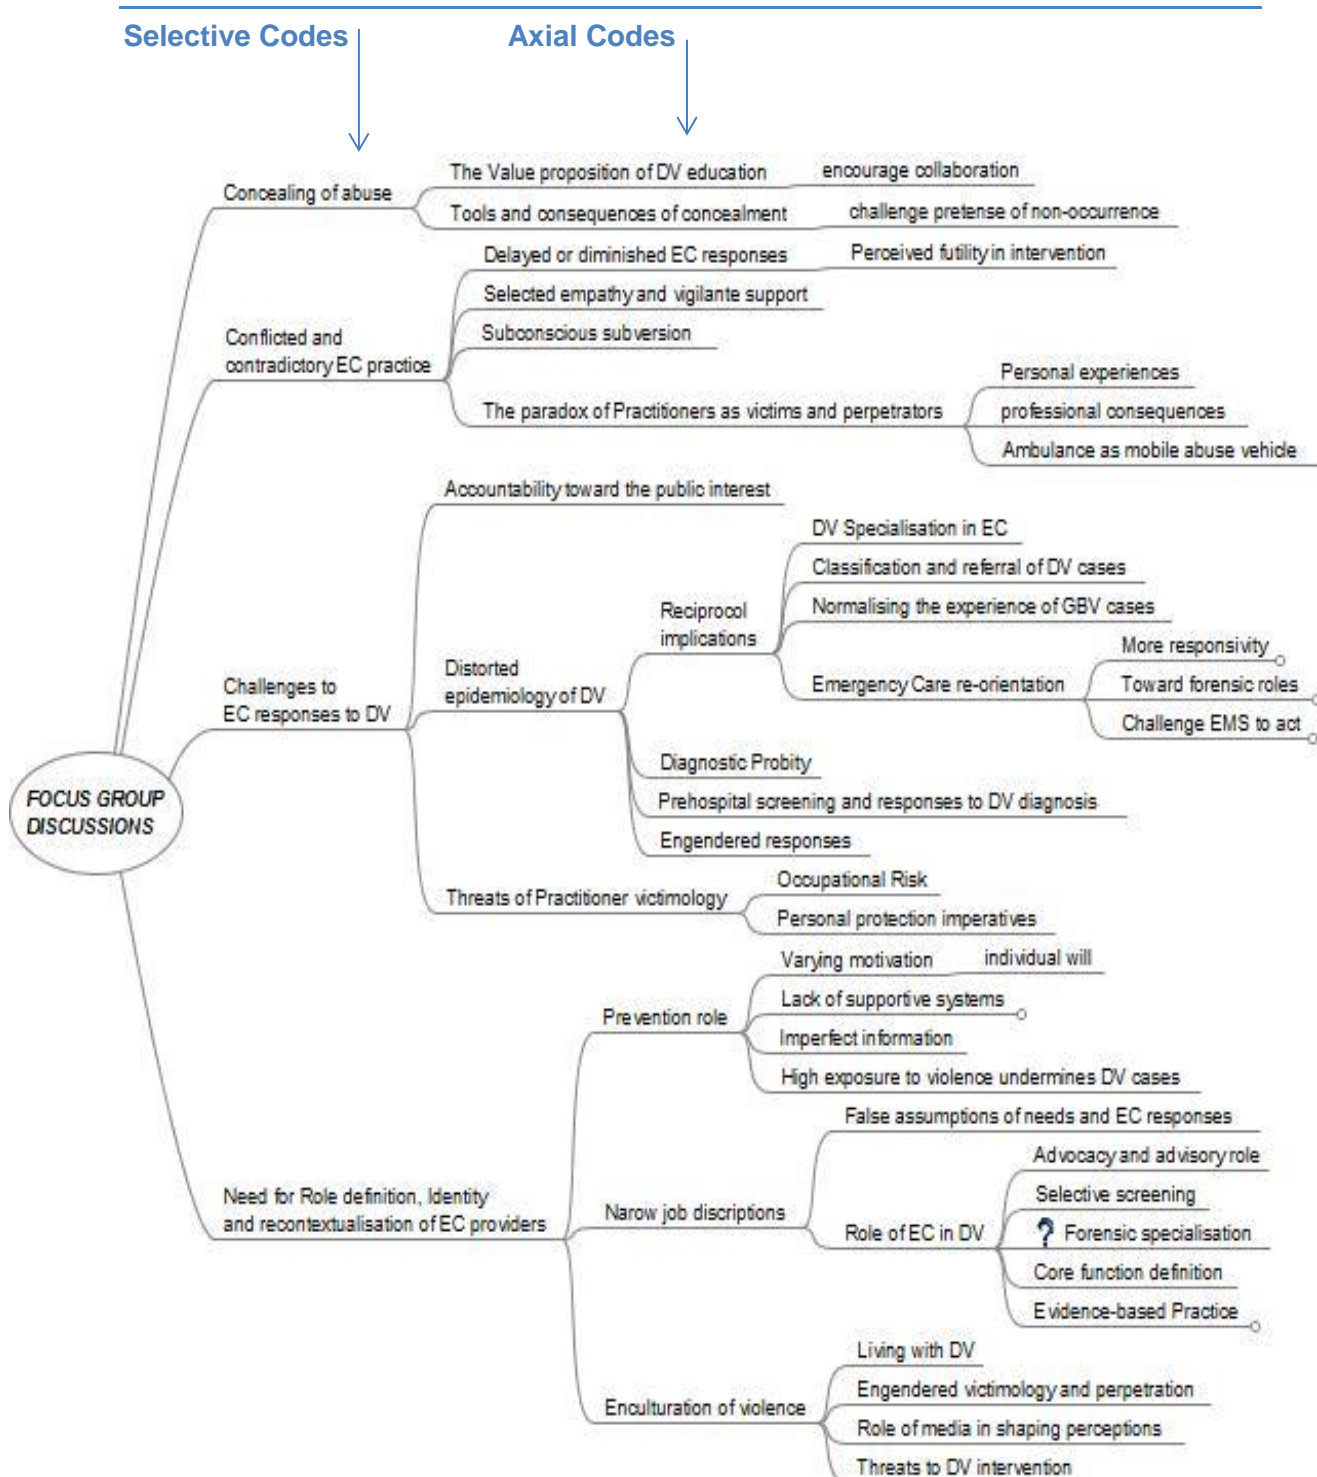 Selective Codes
Axial Codes
The Value proposition of DV education
encourage collaboration
Concealing of abuse
Tools and consequences of concealment
challenge pretense of non-occurrence
Delayed or diminished EC responses
Perceived futility in intervention
Selected empathy and vigilante support
Conflicted and
contradictory EC practice
Subconscious subversion
The paradox of Practitioners as victims and perpetrators
Personal experiences
professional consequences
Ambulance as mobile abuse vehicle
Accountability toward the public interest
DV Specialisation in EC
Classification and referral of DV cases
Reciprocol
implications
Normalising the experience of GBV cases
Emergency Care re-orientation
More responsivity
Toward forensic roles
Challenge EMS to act
Distorted
epidemiology of DV
Challenges to
EC responses to DV
Diagnostic Probity
Prehospital screening and responses to DV diagnosis
Engendered responses
FOCUS GROUP
DISCUSSIONS
Threats of Practitioner victimology
Occupational Risk
Personal protection imperatives
Varying motivation
individual will
Prevention role
Lack of supportive systems
Imperfect information
High exposure to violence undermines DV cases
False assumptions of needs and EC responses
Need for Role definition, Identity
and recontextualisation of EC providers
Narow job discriptions
Role of EC in DV
Advocacy and advisory role
Selective screening
? Forensic specialisation
Core function definition
Evidence-based Practice
Living with DV
Engendered victimology and perpetration
Enculturation of violence
Role of media in shaping perceptions
Threats to DV intervention